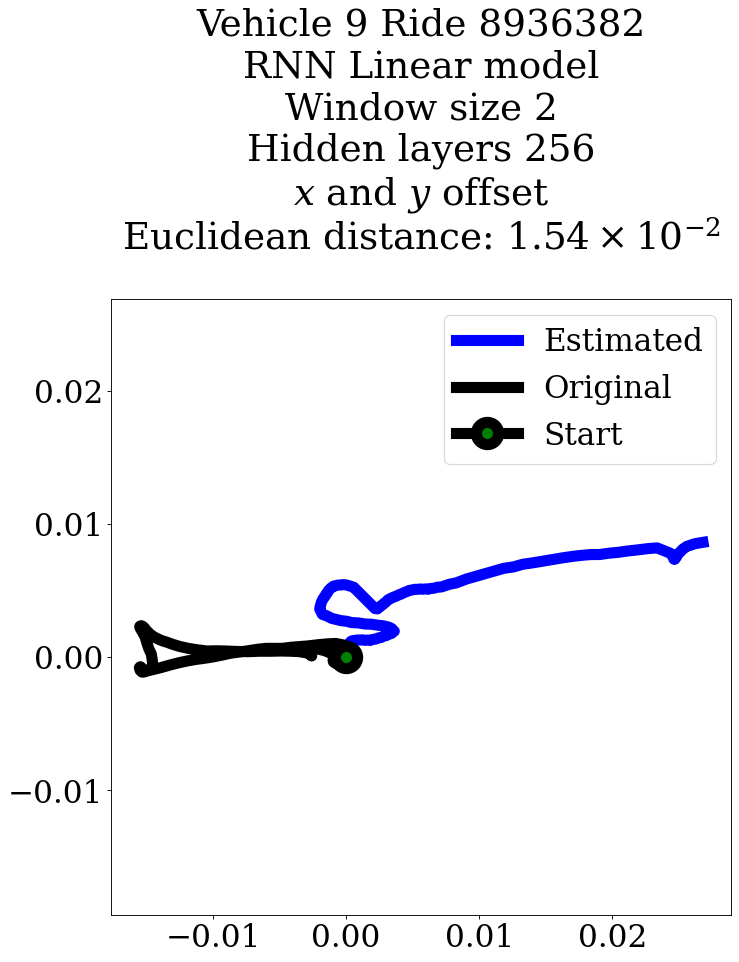 Vehicle 9 Ride 8936382
RNN Linear model
Window size 2
Hidden layers 256
x and y offset
Euclidean distance: 1.54 × 10⁻²
Estimated
Original
Start
0.02
0.01
0.00
−0.01
−0.01 0.00 0.01 0.02